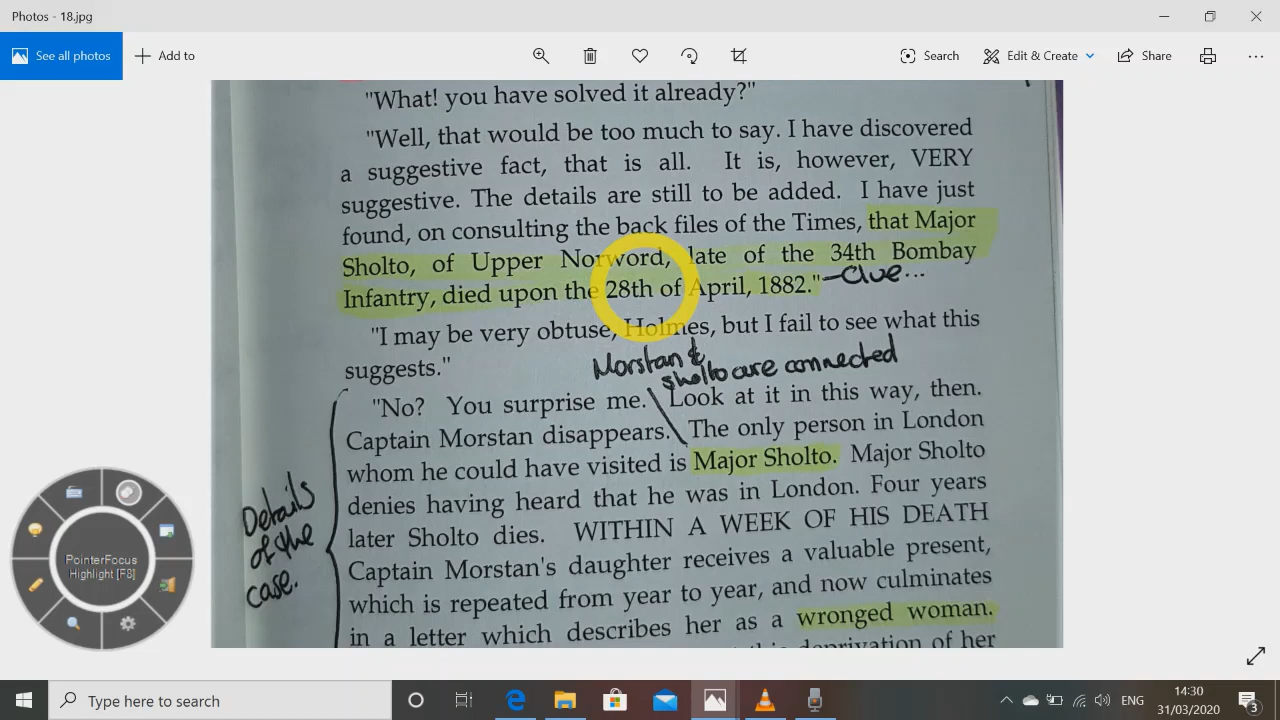 Photos - 18.jpg
See all photos
Add to
Search
Edit & Create
Share
"What! you have solved it already?"
"Well, that would be too much to say. I have discovered
a suggestive fact, that is all. It is, however, VERY
suggestive. The details are still to be added. I have just
found, on consulting the back files of the Times, that Major
Sholto, of Upper Norword, late of the 34th Bombay
Infantry, died upon the 28th of April, 1882."
Clue...
"I may be very obtuse, Holmes, but I fail to see what this
suggests."
Morstan &
Sholto are connected
"No? You surprise me. Look at it in this way, then.
Captain Morstan disappears. The only person in London
whom he could have visited is Major Sholto. Major Sholto
denies having heard that he was in London. Four years
later Sholto dies. WITHIN A WEEK OF HIS DEATH
Captain Morstan's daughter receives a valuable present,
which is repeated from year to year, and now culminates
in a letter which describes her as a wronged woman.
deprivation of her
Details
of the
case.
PointerFocus
Highlight [F8]
Type here to search
ENG
14:30
31/03/2020
3